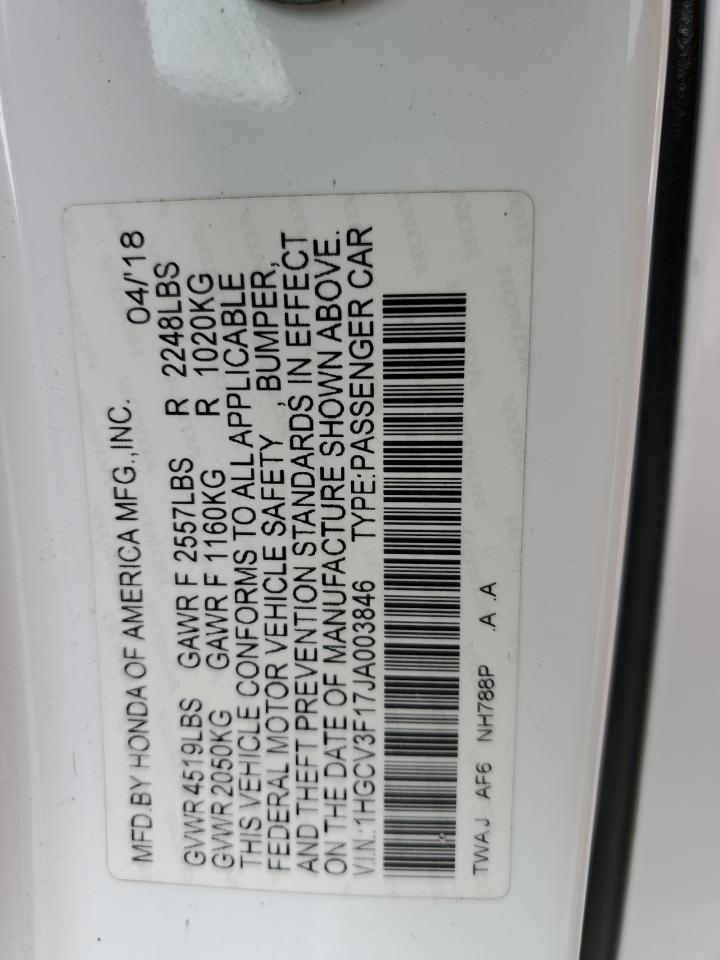 MFD.BY HONDA OF AMERICA MFG.,INC. 04/'18
GVWR 4519LBS GAWR F 2557LBS R 2248LBS
GVWR 2050KG GAWR F 1160KG R 1020KG
THIS VEHICLE CONFORMS TO ALL APPLICABLE
FEDERAL MOTOR VEHICLE SAFETY , BUMPER,
AND THEFT PREVENTION STANDARDS IN EFFECT
ON THE DATE OF MANUFACTURE SHOWN ABOVE.
V.I.N.:1HGCV3F17JA003846 TYPE:PASSENGER CAR
TWAJ AF6 NH788P .A .A